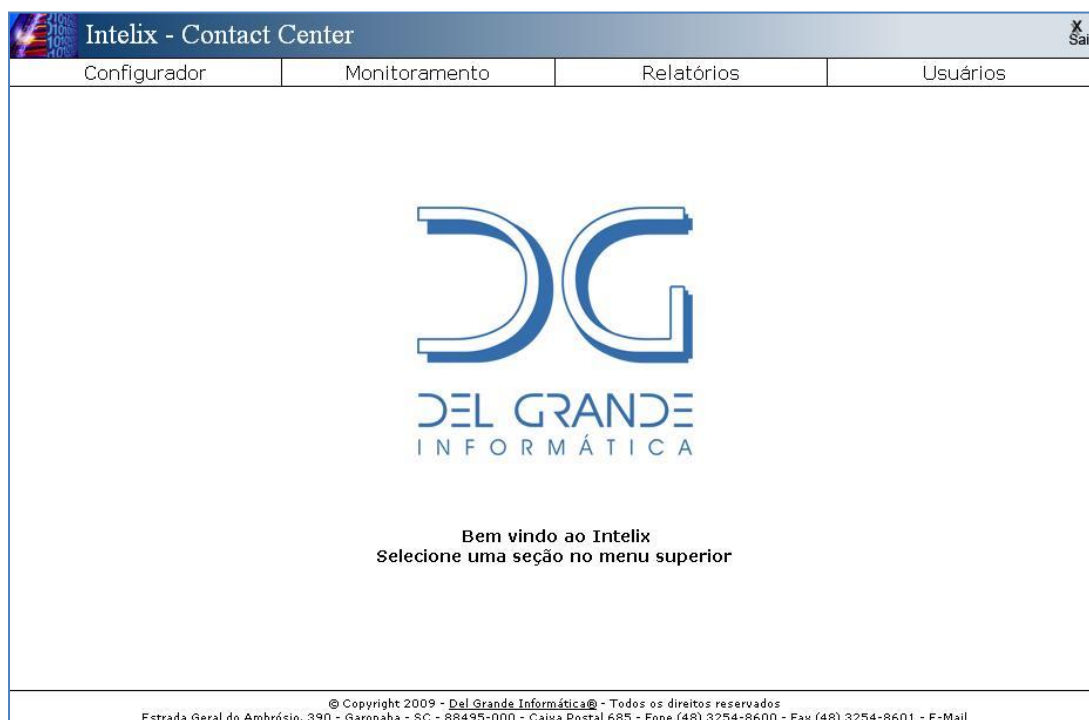 Intelix - Contact Center
X
Sai
Configurador Monitoramento Relatórios Usuários
DG
DEL GRANDE
INFORMÁTICA
Bem vindo ao Intelix
Selecione uma seção no menu superior
© Copyright 2009 - Del Grande Informática® - Todos os direitos reservados
Estrada Geral do Ambrósio, 390 - Garopaba - SC - 88495-000 - Caixa Postal 685 - Fone (48) 3254-8600 - Fax (48) 3254-8601 - E-Mail